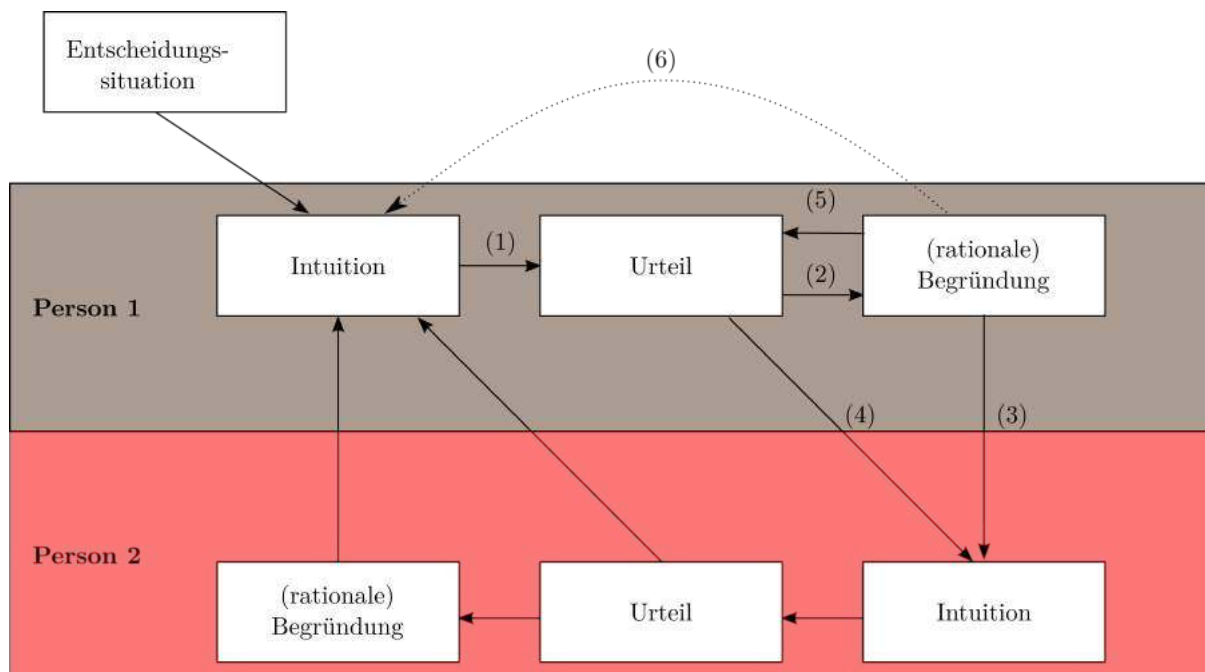 Entscheidungs-
situation
(6)
Intuition
(1)
Urteil
(5)
(2)
(rationale)
Begründung
Person 1
(4)
(3)
Person 2
(rationale)
Begründung
Urteil
Intuition